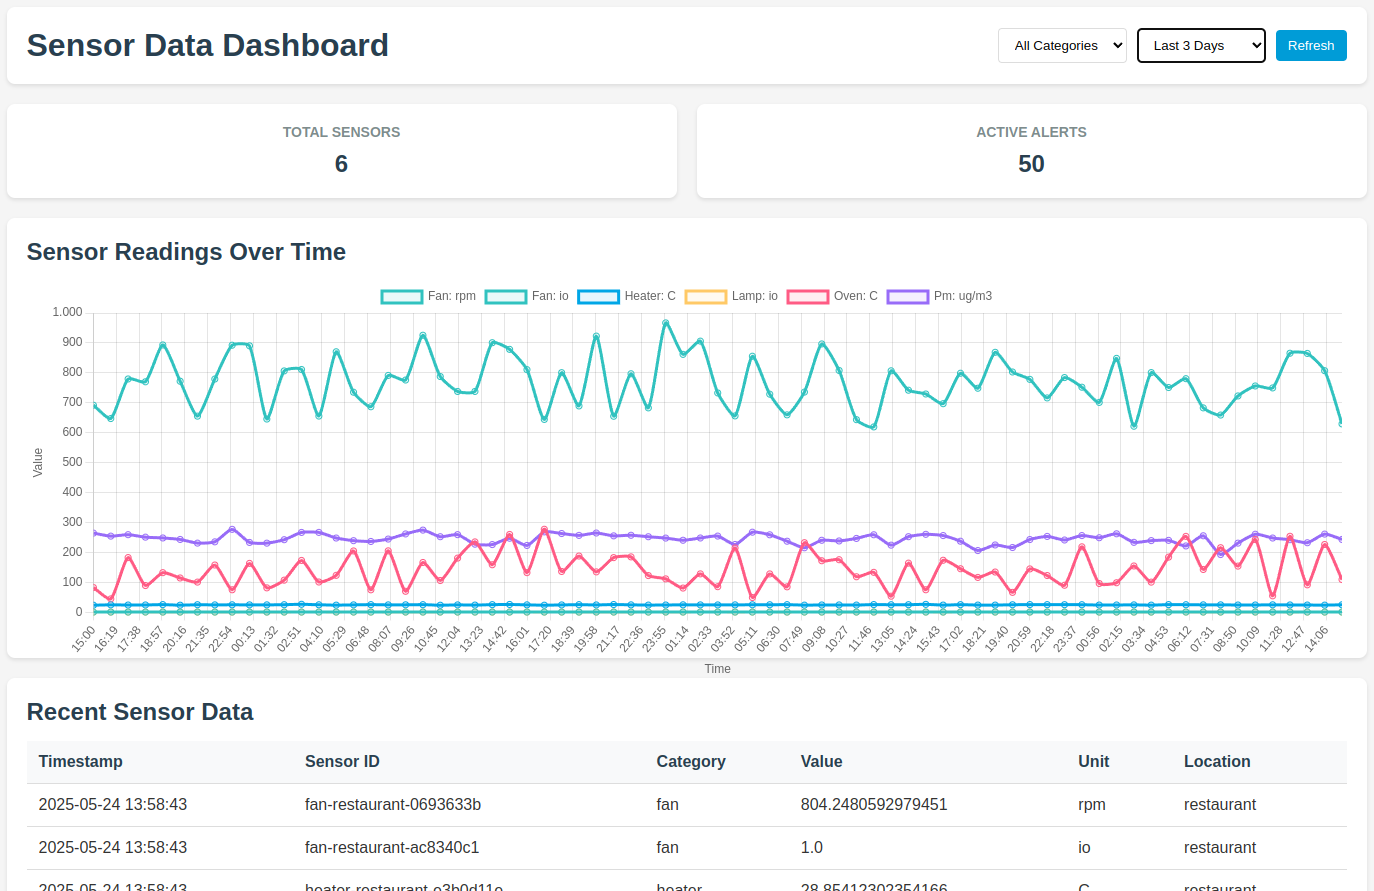 Sensor Data Dashboard
All Categories
Last 3 Days
Refresh
TOTAL SENSORS
6
ACTIVE ALERTS
50
Sensor Readings Over Time
Fan: rpm Fan: io Heater: C Lamp: io Oven: C Pm: ug/m3
1.000
900
800
700
600
500
400
300
200
100
0
Value
15:00 16:19 17:38 18:57 20:16 21:35 22:54 00:13 01:32 02:51 04:10 05:29 06:48 08:07 09:26 10:45 12:04 13:23 14:42 16:01 17:20 18:39 19:58 21:17 22:36 23:55 01:14 02:33 03:52 05:11 06:30 07:49 09:08 10:27 11:46 13:05 14:24 15:43 17:02 18:21 19:40 20:59 22:18 23:37 00:56 02:15 03:34 04:53 06:12 07:31 08:50 10:09 11:28 12:47 14:06
Time
Recent Sensor Data
Timestamp Sensor ID Category Value Unit Location
2025-05-24 13:58:43 fan-restaurant-0693633b fan 804.2480592979451 rpm restaurant
2025-05-24 13:58:43 fan-restaurant-ac8340c1 fan 1.0 io restaurant
2025-05-24 13:58:43 heater-restaurant-e3b0d11e heater 28.85412302354166 C restaurant